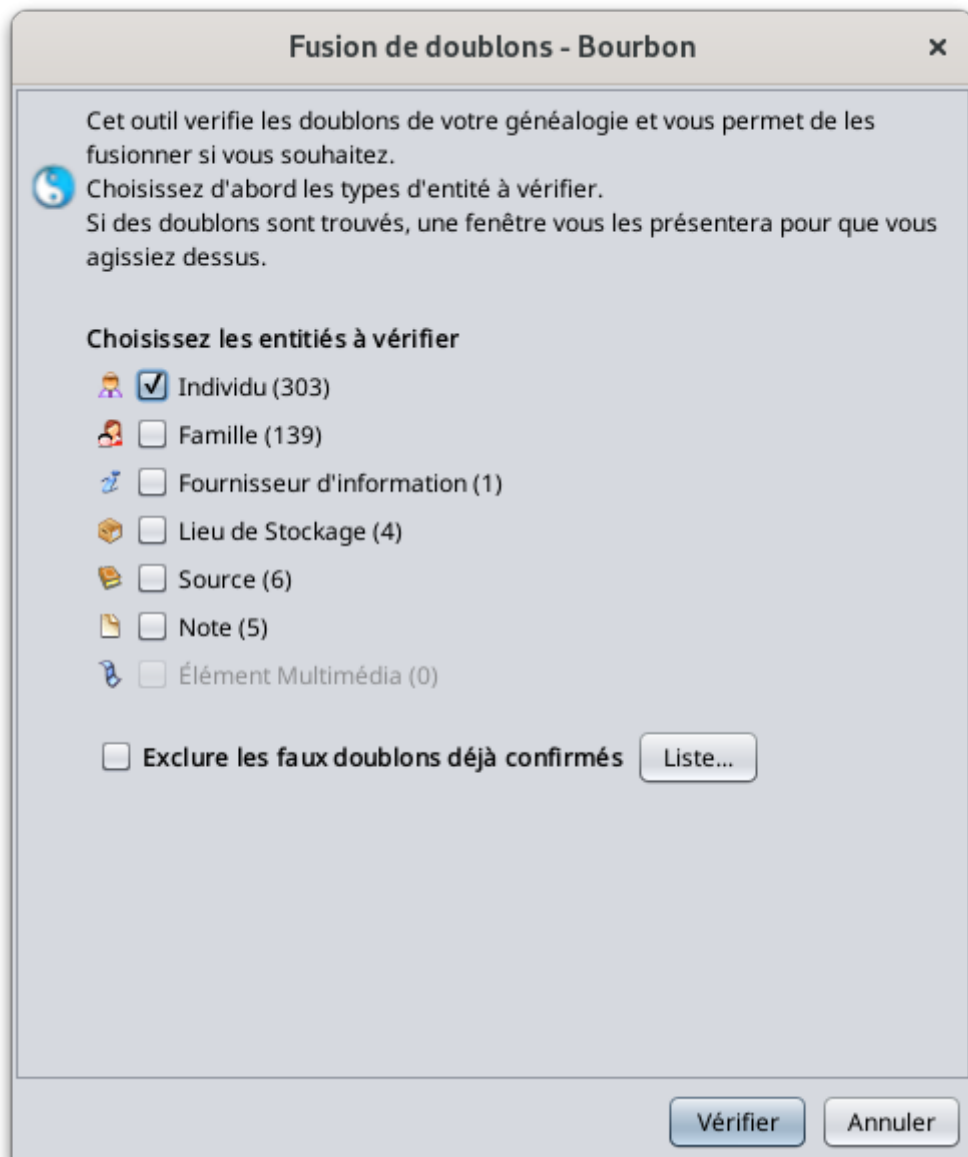 Fusion de doublons - Bourbon
Cet outil verifie les doublons de votre généalogie et vous permet de les
fusionner si vous souhaitez.
Choisissez d'abord les types d'entité à vérifier.
Si des doublons sont trouvés, une fenêtre vous les présentera pour que vous
agissiez dessus.
Choisissez les entitiés à vérifier
Individu (303)
Famille (139)
Fournisseur d'information (1)
Lieu de Stockage (4)
Source (6)
Note (5)
Élément Multimédia (0)
Exclure les faux doublons déjà confirmés Liste...
Vérifier Annuler